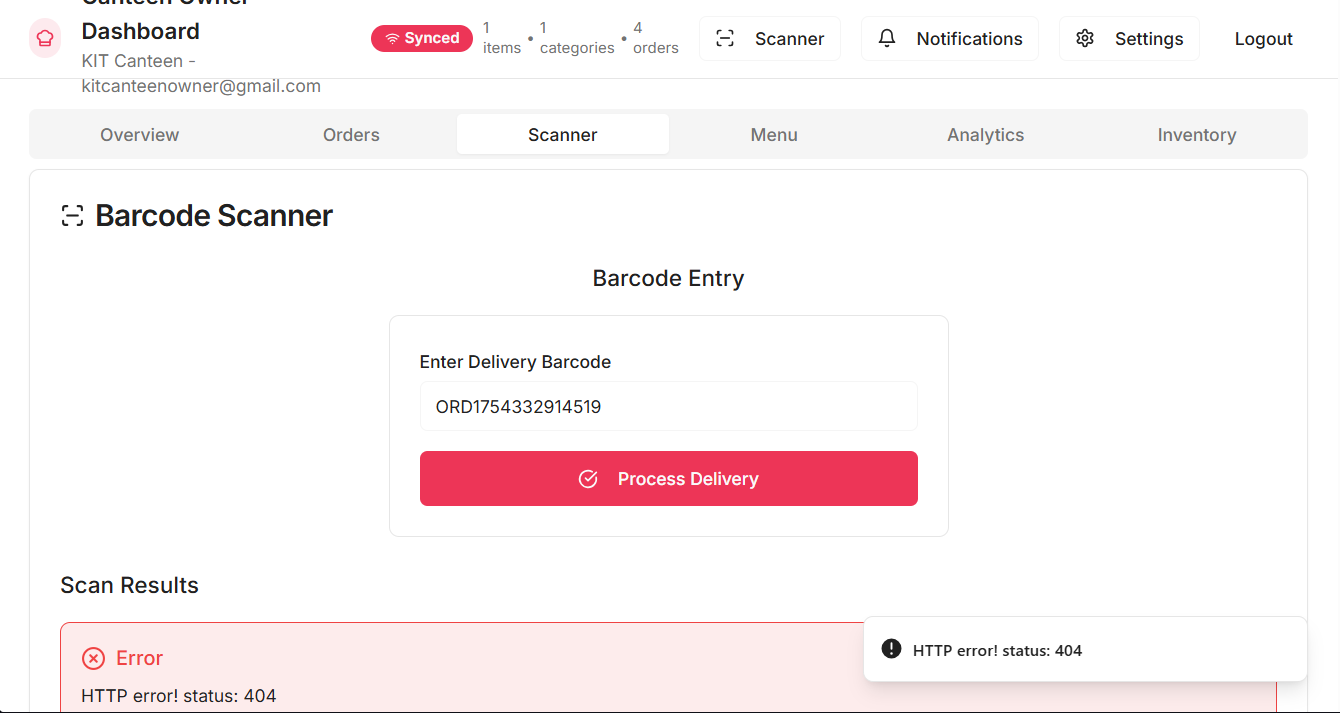 Canteen Owner
Dashboard
KIT Canteen -
kitcanteenowner@gmail.com
Synced
1 items • 1 categories • 4 orders
Scanner
Notifications
Settings
Logout
Overview
Orders
Scanner
Menu
Analytics
Inventory
Barcode Scanner
Barcode Entry
Enter Delivery Barcode
ORD1754332914519
Process Delivery
Scan Results
Error
HTTP error! status: 404
HTTP error! status: 404